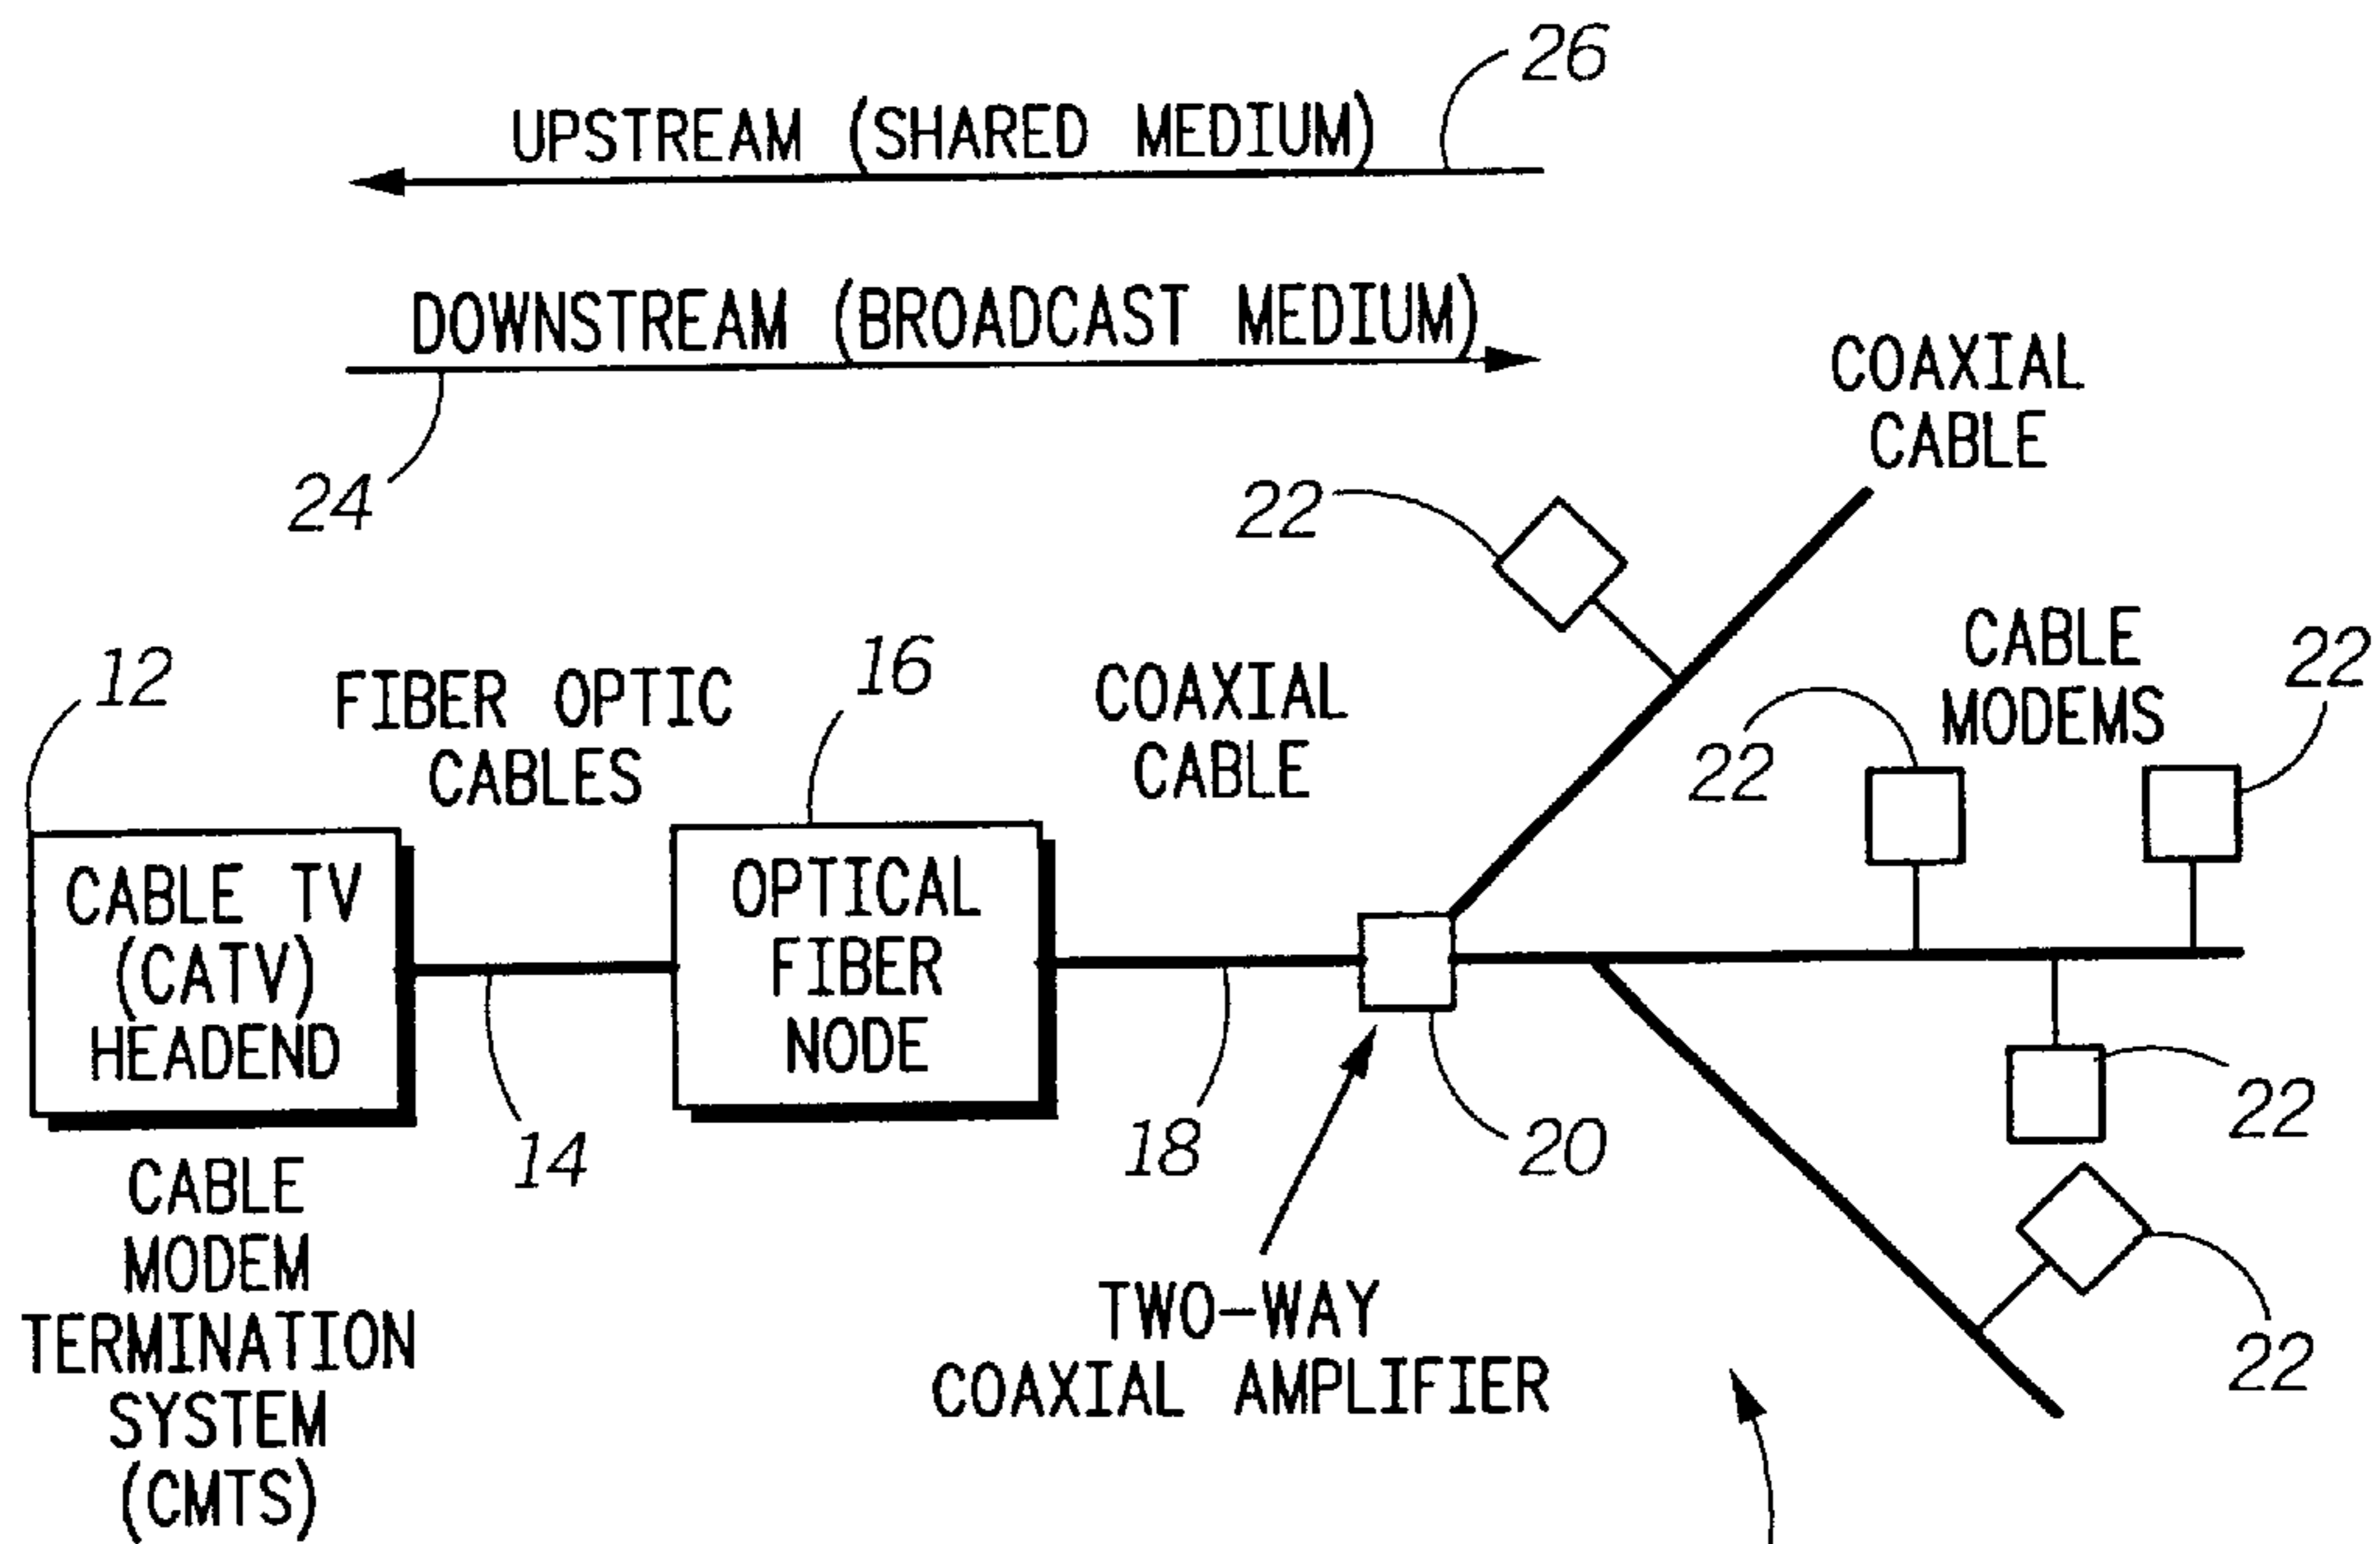 26
UPSTREAM (SHARED MEDIUM)
DOWNSTREAM (BROADCAST MEDIUM)
24
COAXIAL
CABLE
22
CABLE
MODEMS
22
22
12
FIBER OPTIC
CABLES
16
COAXIAL
CABLE
CABLE TV
(CATV)
HEADEND
OPTICAL
FIBER
NODE
14
18
20
22
22
CABLE
MODEM
TERMINATION
SYSTEM
(CMTS)
TWO-WAY
COAXIAL AMPLIFIER